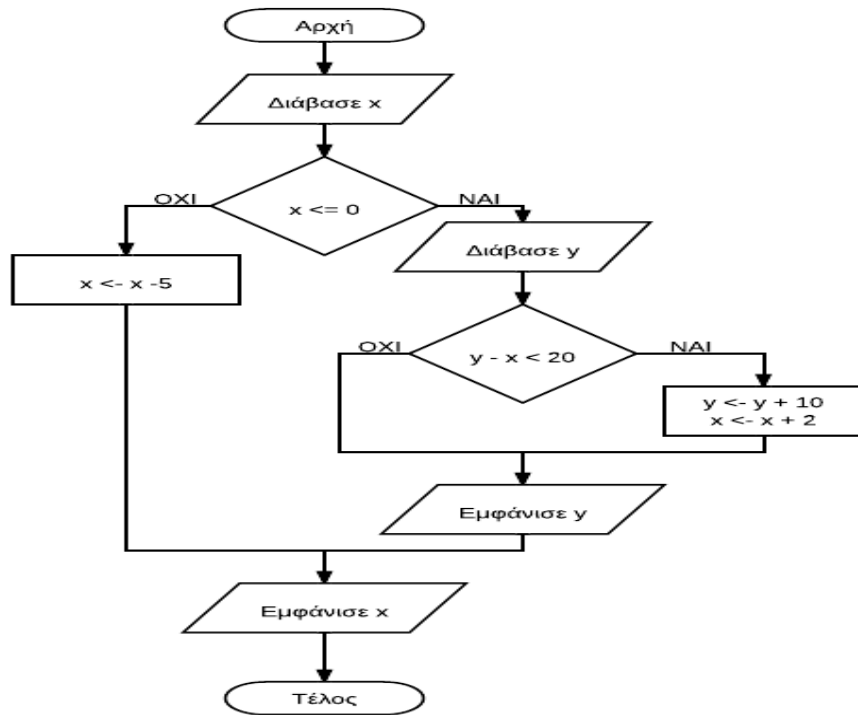 Αρχή
Διάβασε x
ΟΧΙ
x <= 0
ΝΑΙ
Διάβασε y
x <- x -5
ΟΧΙ
y - x < 20
ΝΑΙ
y <- y + 10
x <- x + 2
Εμφάνισε y
Εμφάνισε x
Τέλος